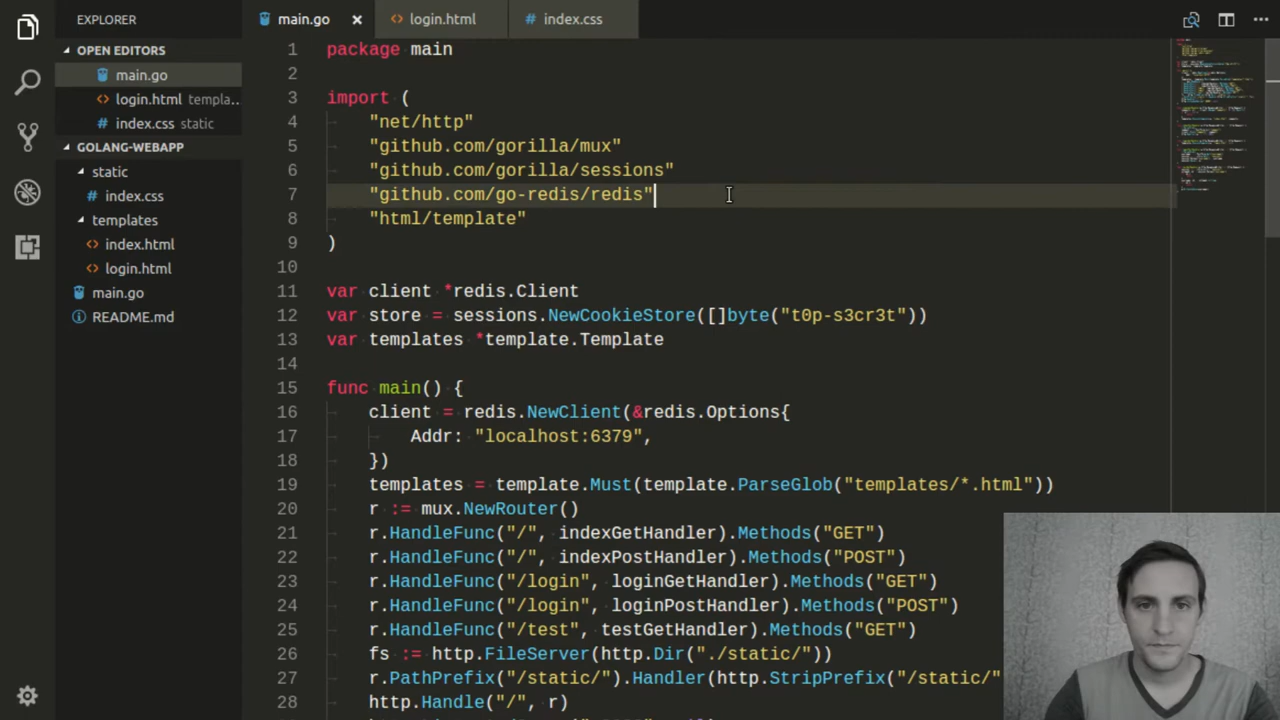 EXPLORER
OPEN EDITORS
main.go
login.html templa...
index.css static
GOLANG-WEBAPP
static
index.css
templates
index.html
login.html
main.go
README.md
main.go × login.html index.css
1 package main
2
3 import (
4 "net/http"
5 "github.com/gorilla/mux"
6 "github.com/gorilla/sessions"
7 "github.com/go-redis/redis"
8 "html/template"
9 )
10
11 var client *redis.Client
12 var store = sessions.NewCookieStore([]byte("t0p-s3cr3t"))
13 var templates *template.Template
14
15 func main() {
16 client = redis.NewClient(&redis.Options{
17 Addr: "localhost:6379",
18 })
19 templates = template.Must(template.ParseGlob("templates/*.html"))
20 r := mux.NewRouter()
21 r.HandleFunc("/", indexGetHandler).Methods("GET")
22 r.HandleFunc("/", indexPostHandler).Methods("POST")
23 r.HandleFunc("/login", loginGetHandler).Methods("GET")
24 r.HandleFunc("/login", loginPostHandler).Methods("POST")
25 r.HandleFunc("/test", testGetHandler).Methods("GET")
26 fs := http.FileServer(http.Dir("./static/"))
27 r.PathPrefix("/static/").Handler(http.StripPrefix("/static/"
28 http.Handle("/", r)